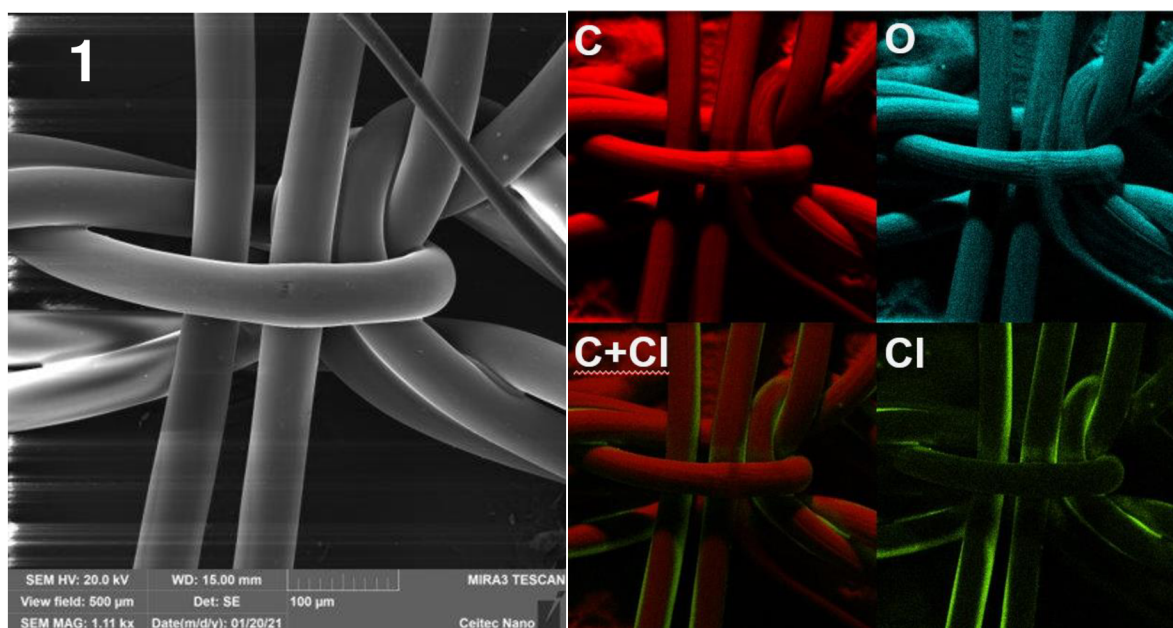 1
C
O
C+Cl
Cl
SEM HV: 20.0 kV
WD: 15.00 mm
MIRA3 TESCAN
View field: 500 µm
Det: SE
100 µm
SEM MAG: 1.11 kx
Date(m/d/y): 01/20/21
Ceitec Nano